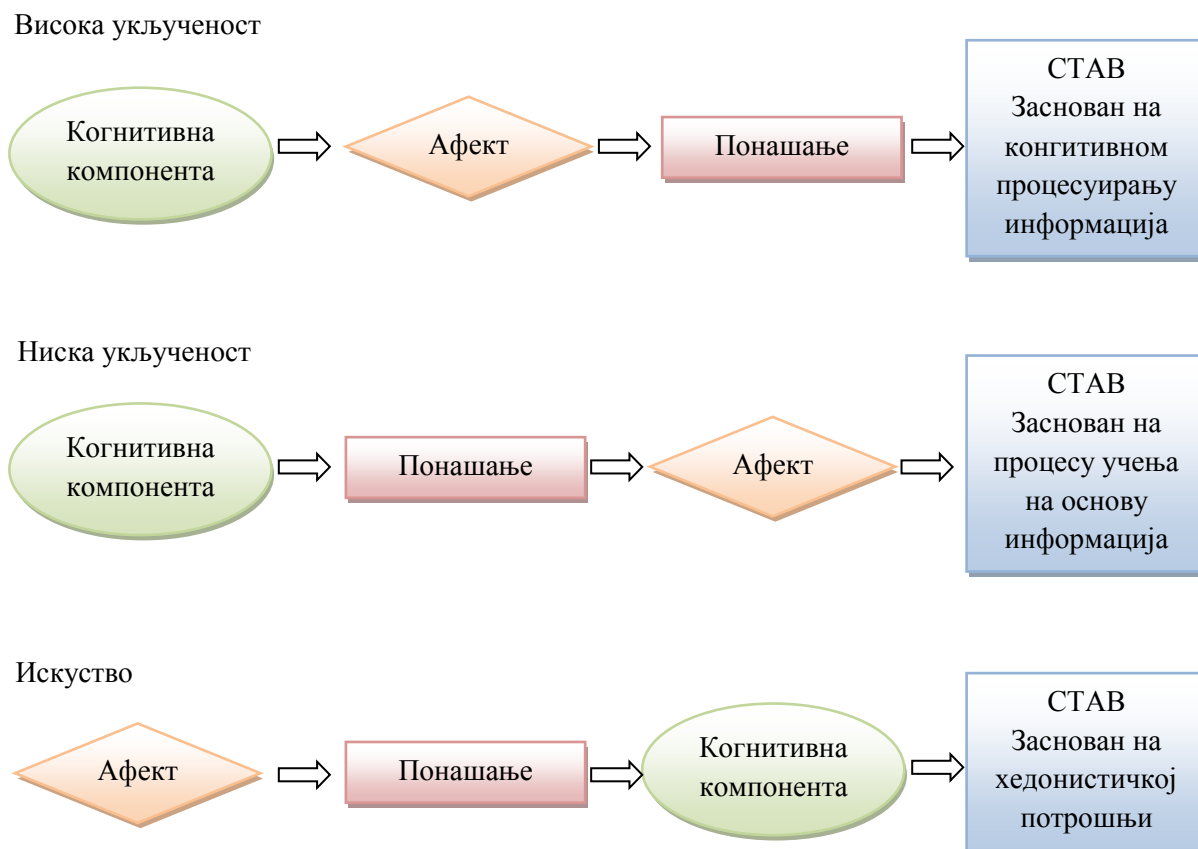 Висока укљученост
Когнитивна
компонента
Афект
Понашање
СТАВ
Заснован на
конгитивном
процесуирању
информација
Ниска укљученост
Когнитивна
компонента
Понашање
Афект
СТАВ
Заснован на
процесу учења
на основу
информација
Искуство
Афект
Понашање
Когнитивна
компонента
СТАВ
Заснован на
хедонистичкој
потрошњи